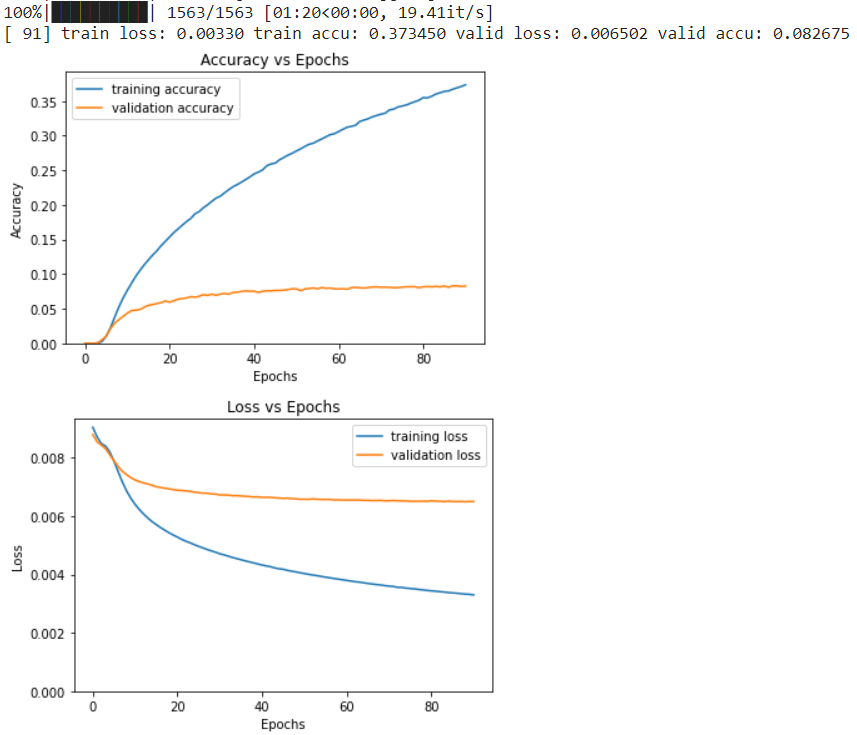 100%|██████████| 1563/1563 [01:20<00:00, 19.41it/s]
[ 91] train loss: 0.00330 train accu: 0.373450 valid loss: 0.006502 valid accu: 0.082675
Accuracy vs Epochs
training accuracy
validation accuracy
0.35
0.30
0.25
0.20
0.15
0.10
0.05
0.00
Accuracy
0 20 40 60 80
Epochs
Loss vs Epochs
training loss
validation loss
0.008
0.006
0.004
0.002
0.000
Loss
0 20 40 60 80
Epochs